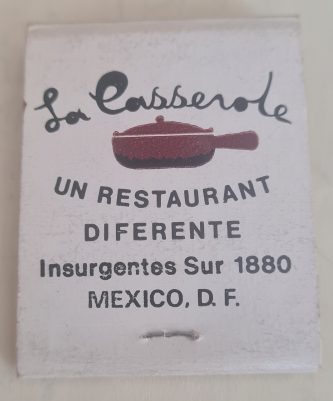 La Casserole
UN RESTAURANT
DIFERENTE
Insurgentes Sur 1880
MEXICO, D. F.